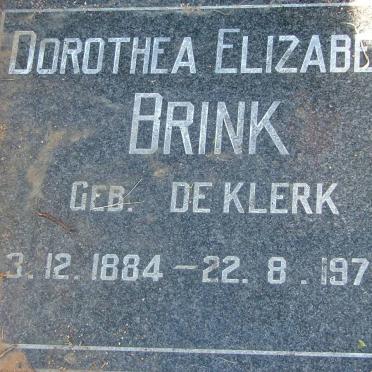 DOROTHEA ELIZABE
BRINK
GEB. DE KLERK
3.12.1884 – 22.8.197